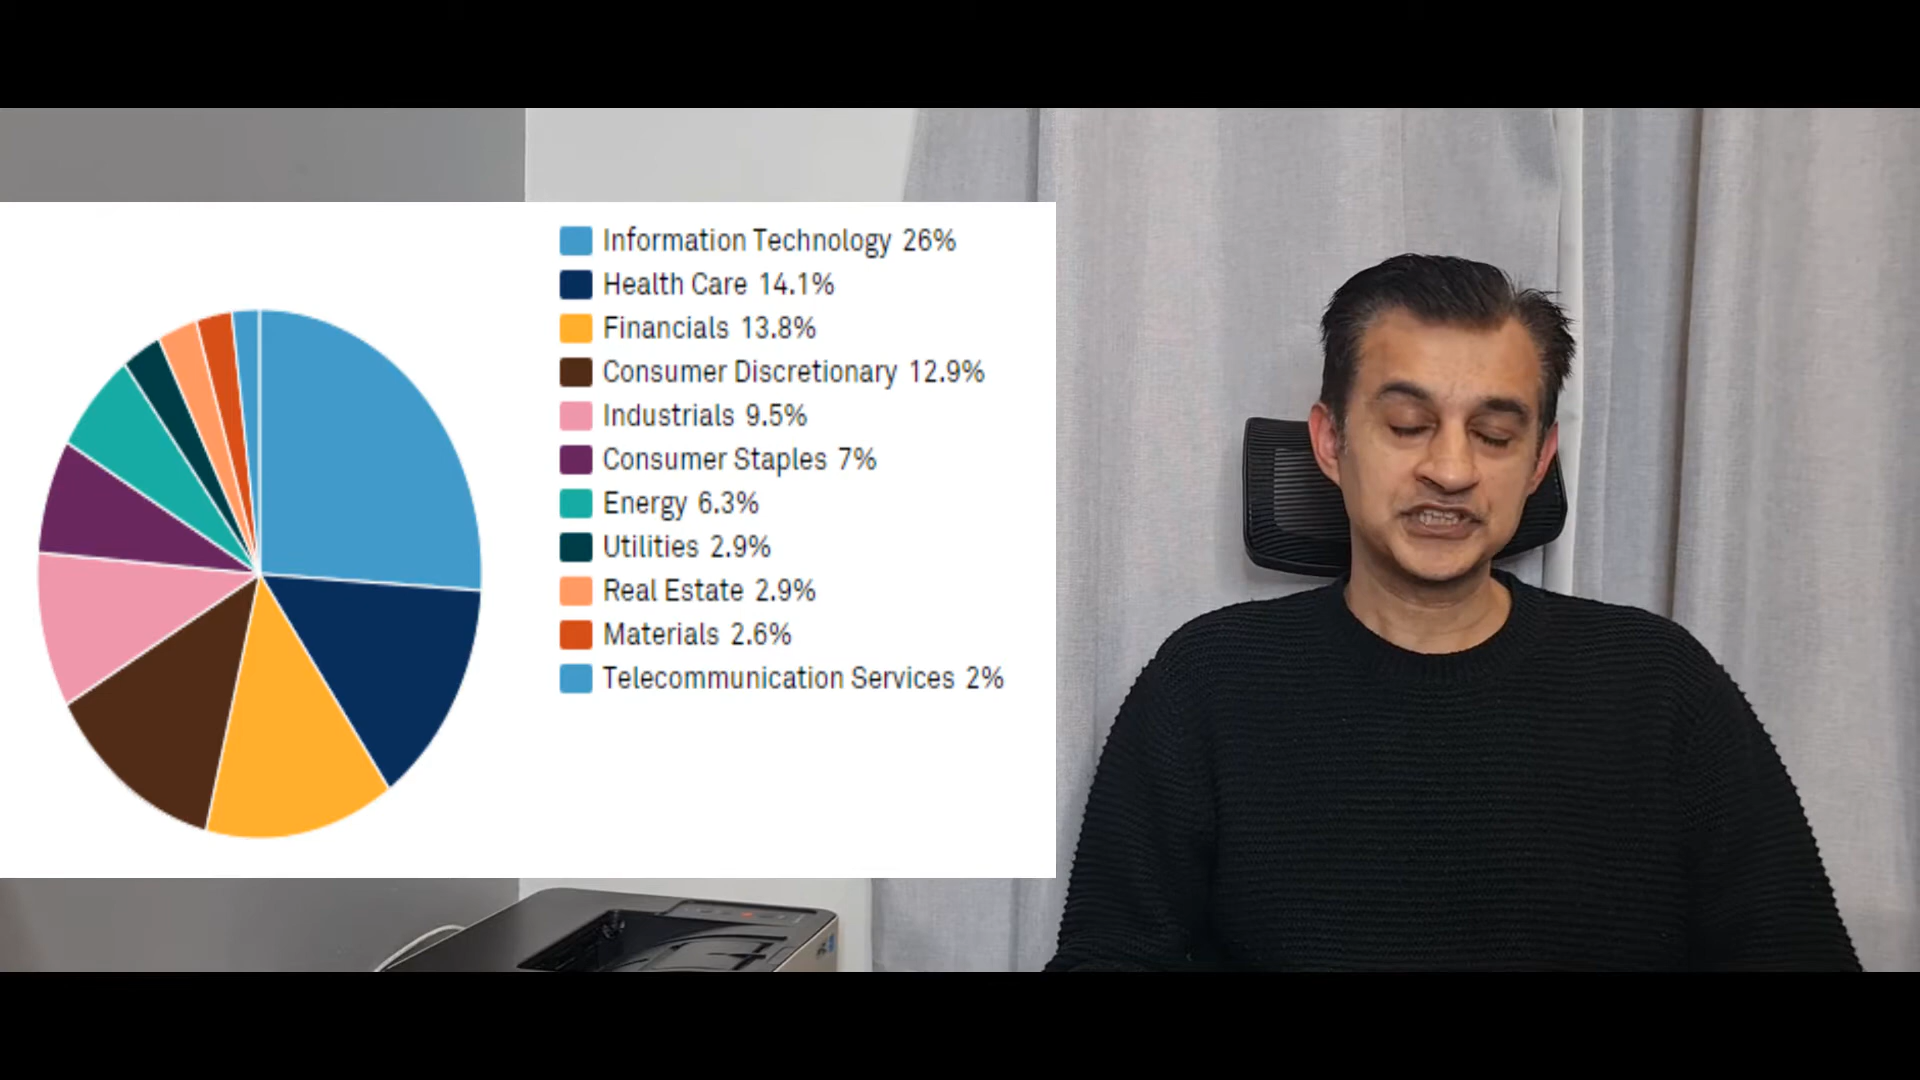 Information Technology 26%
Health Care 14.1%
Financials 13.8%
Consumer Discretionary 12.9%
Industrials 9.5%
Consumer Staples 7%
Energy 6.3%
Utilities 2.9%
Real Estate 2.9%
Materials 2.6%
Telecommunication Services 2%